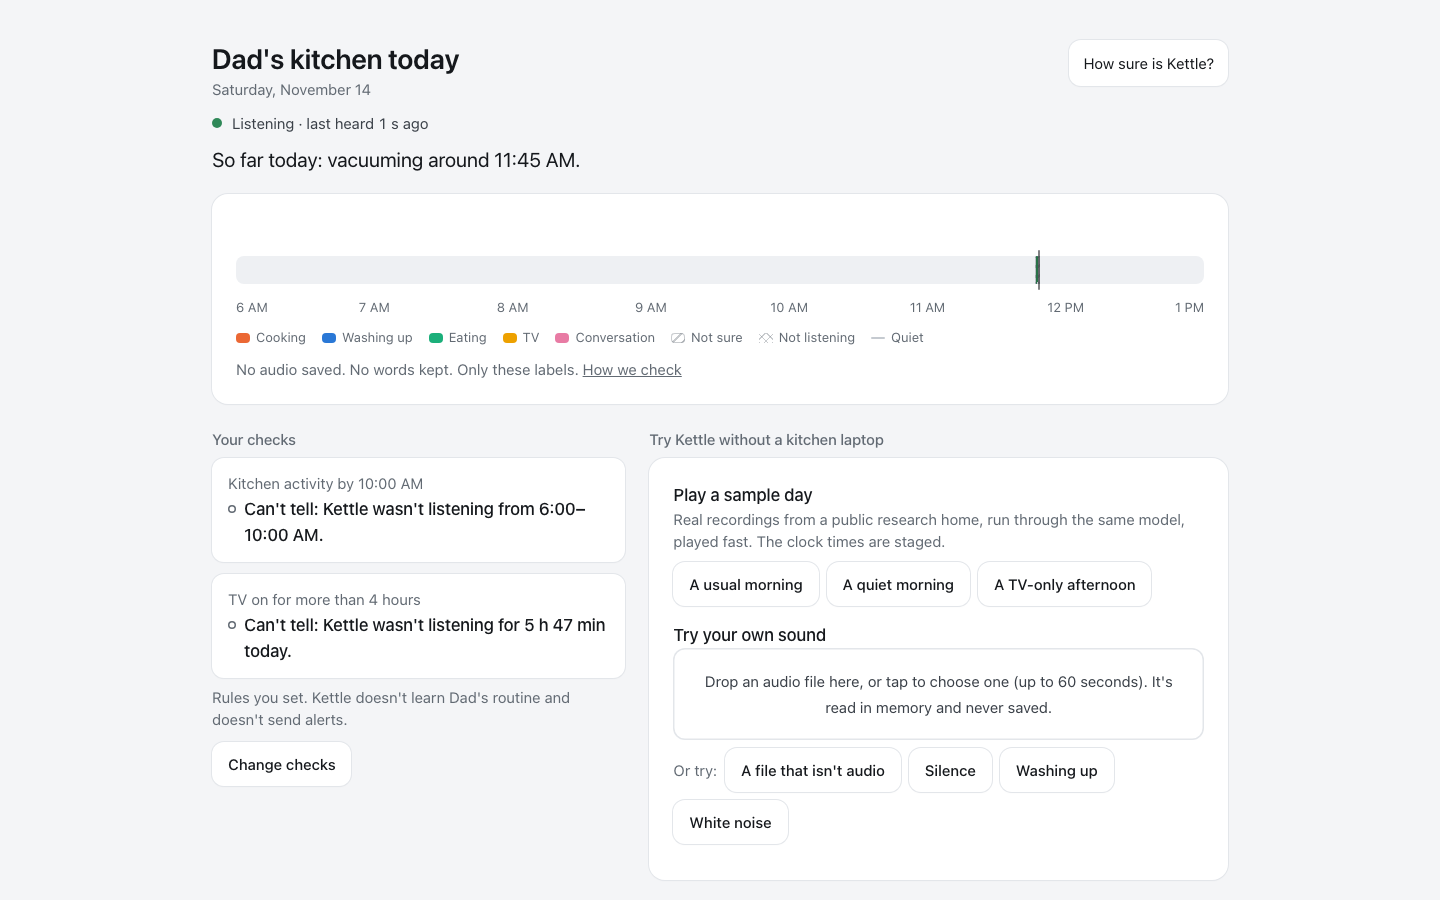 Dad's kitchen today
How sure is Kettle?
Saturday, November 14
Listening · last heard 1 s ago
So far today: vacuuming around 11:45 AM.
6 AM 7 AM 8 AM 9 AM 10 AM 11 AM 12 PM 1 PM
Cooking Washing up Eating TV Conversation Not sure Not listening Quiet
No audio saved. No words kept. Only these labels. How we check
Your checks
Kitchen activity by 10:00 AM
Can't tell: Kettle wasn't listening from 6:00–
10:00 AM.
TV on for more than 4 hours
Can't tell: Kettle wasn't listening for 5 h 47 min
today.
Rules you set. Kettle doesn't learn Dad's routine and
doesn't send alerts.
Change checks
Try Kettle without a kitchen laptop
Play a sample day
Real recordings from a public research home, run through the same model,
played fast. The clock times are staged.
A usual morning A quiet morning A TV-only afternoon
Try your own sound
Drop an audio file here, or tap to choose one (up to 60 seconds). It's
read in memory and never saved.
Or try: A file that isn't audio Silence Washing up
White noise